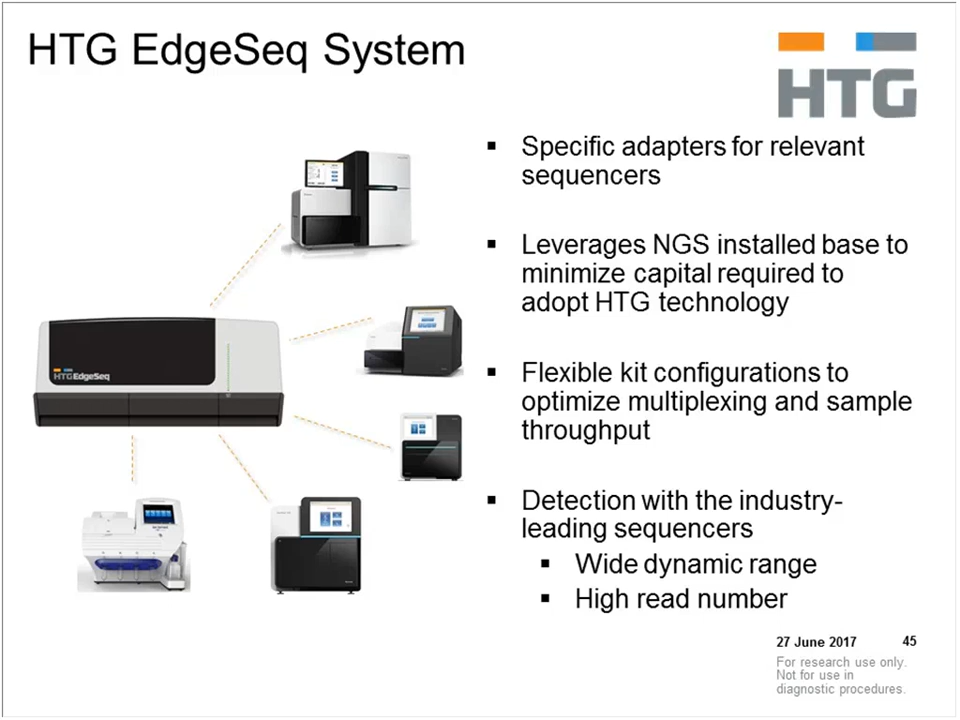 HTG EdgeSeq System
HTG
▪ Specific adapters for relevant
sequencers
▪ Leverages NGS installed base to
minimize capital required to
adopt HTG technology
▪ Flexible kit configurations to
optimize multiplexing and sample
throughput
▪ Detection with the industry-
leading sequencers
▪ Wide dynamic range
▪ High read number
HTG EdgeSeq
27 June 2017 45
For research use only.
Not for use in
diagnostic procedures.